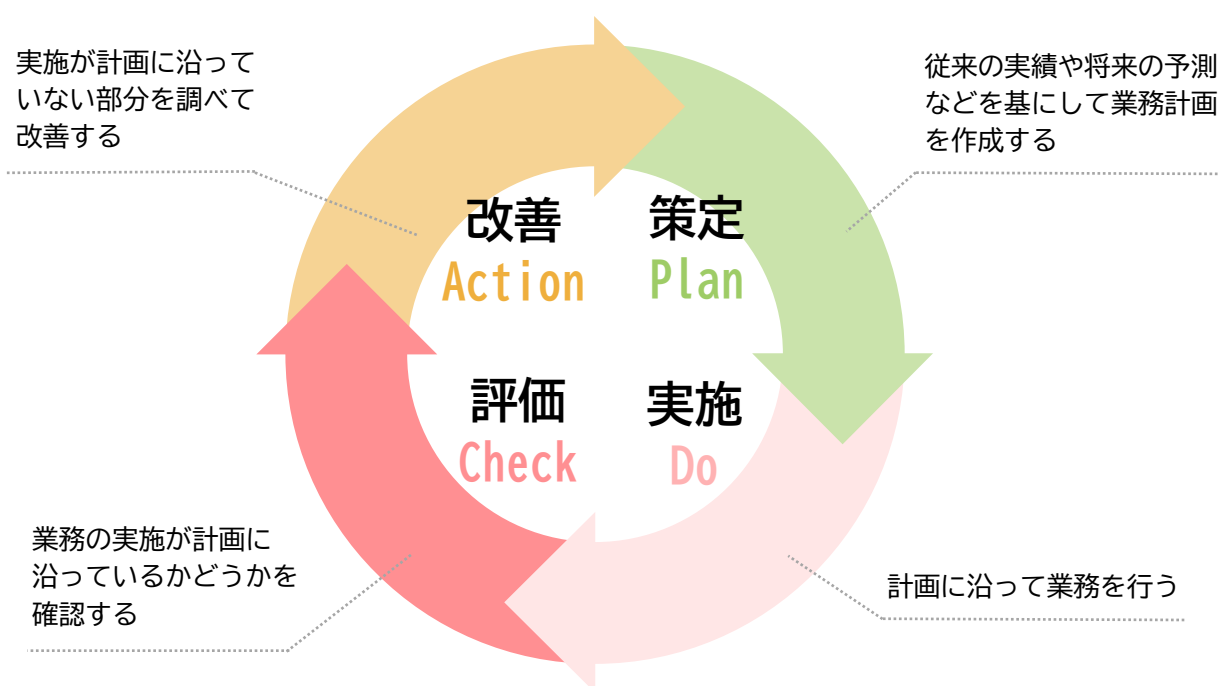 実施が計画に沿って
いない部分を調べて
改善する
従来の実績や将来の予測
などを基にして業務計画
を作成する
改善
Action
策定
Plan
評価
Check
実施
Do
業務の実施が計画に
沿っているかどうかを
確認する
計画に沿って業務を行う